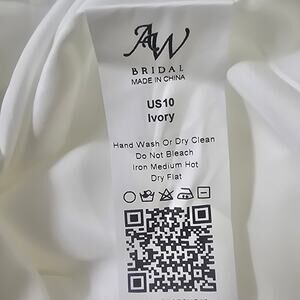 AW
BRIDAL
MADE IN CHINA
US10
Ivory
Hand Wash Or Dry Clean
Do Not Bleach
Iron Medium Hot
Dry Flat